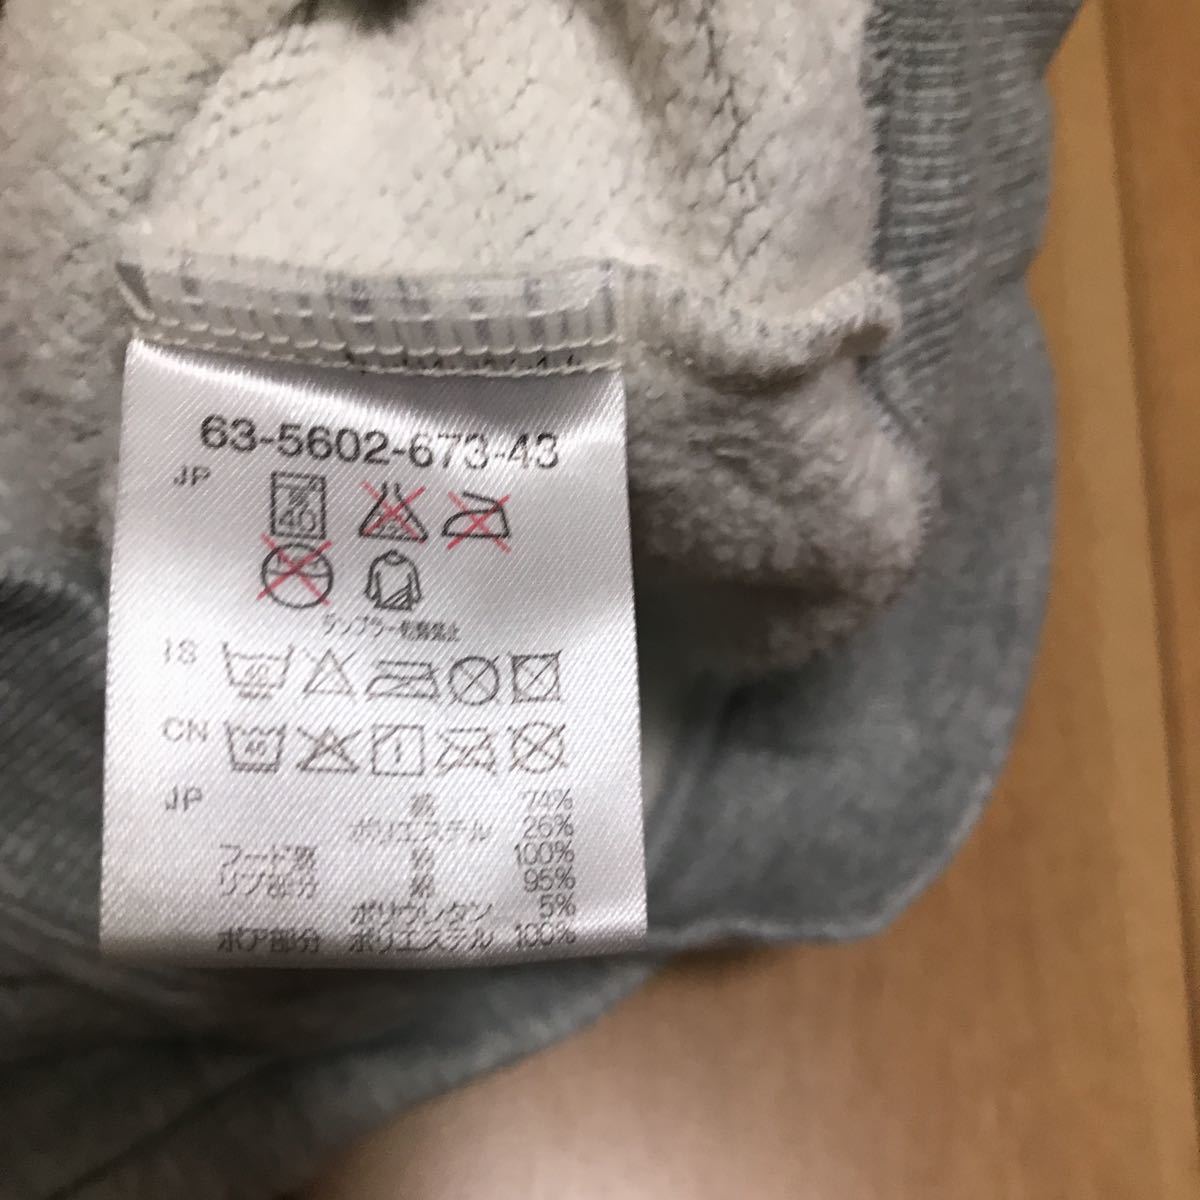 63-5602-673-43
JP
40
タンブラー乾燥禁止
IS
40
CN
40
JP 綿 74%
ポリエステル 26%
フード裏 綿 100%
リブ部分 綿 95%
ポリウレタン 5%
ボア部分 ポリエステル 100%